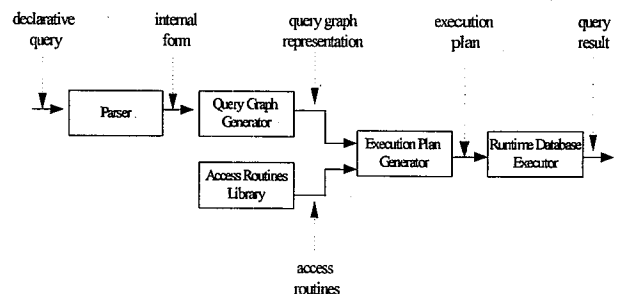 declarative
query
internal
form
query graph
representation
execution
plan
query
result
Parser
Query Graph
Generator
Execution Plan
Generator
Runtime Database
Executor
Access Routines
Library
access
routines